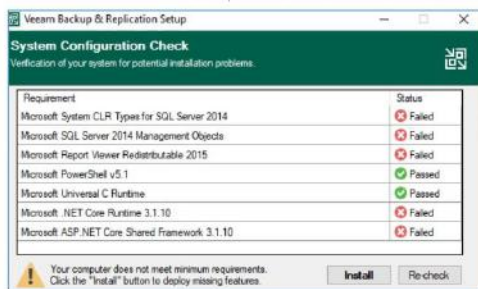 Veeam Backup & Replication Setup
System Configuration Check
Verification of your system for potential installation problems.
Requirement Status
Microsoft System CLR Types for SQL Server 2014 Failed
Microsoft SQL Server 2014 Management Objects Failed
Microsoft Report Viewer Redistributable 2015 Failed
Microsoft PowerShell v5.1 Passed
Microsoft Universal C Runtime Passed
Microsoft .NET Core Runtime 3.1.10 Failed
Microsoft ASP.NET Core Shared Framework 3.1.10 Failed
Your computer does not meet minimum requirements.
Click the "Install" button to deploy missing features.
Install Re-check